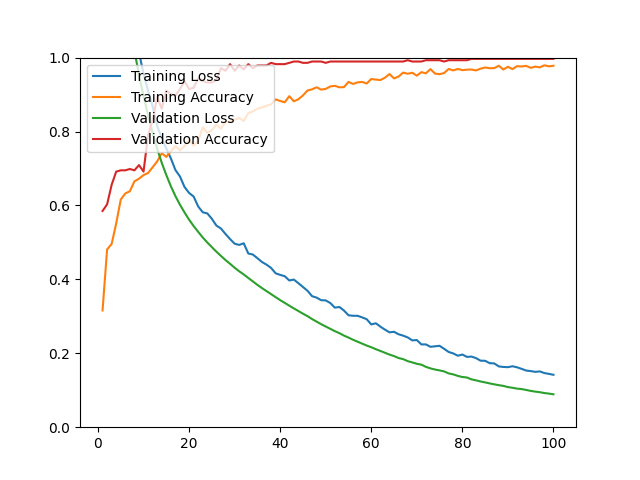 1.0
0.8
0.6
0.4
0.2
0.0
Training Loss
Training Accuracy
Validation Loss
Validation Accuracy
0 20 40 60 80 100